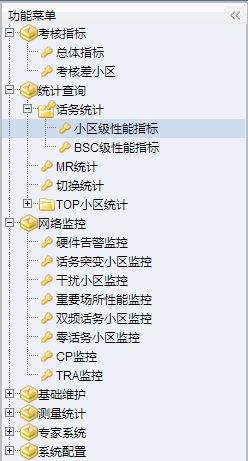 功能菜单
考核指标
总体指标
考核差小区
统计查询
话务统计
小区级性能指标
BSC级性能指标
MR统计
切换统计
TOP小区统计
网络监控
硬件告警监控
话务突变小区监控
干扰小区监控
重要场所性能监控
双频话务小区监控
零话务小区监控
CP监控
TRA监控
基础维护
测量统计
专家系统
系统配置